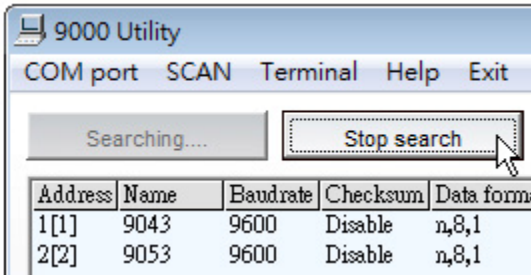 9000 Utility
COM port SCAN Terminal Help Exit
Searching.... Stop search
Address Name Baudrate Checksum Data forma
1[1] 9043 9600 Disable n,8,1
2[2] 9053 9600 Disable n,8,1